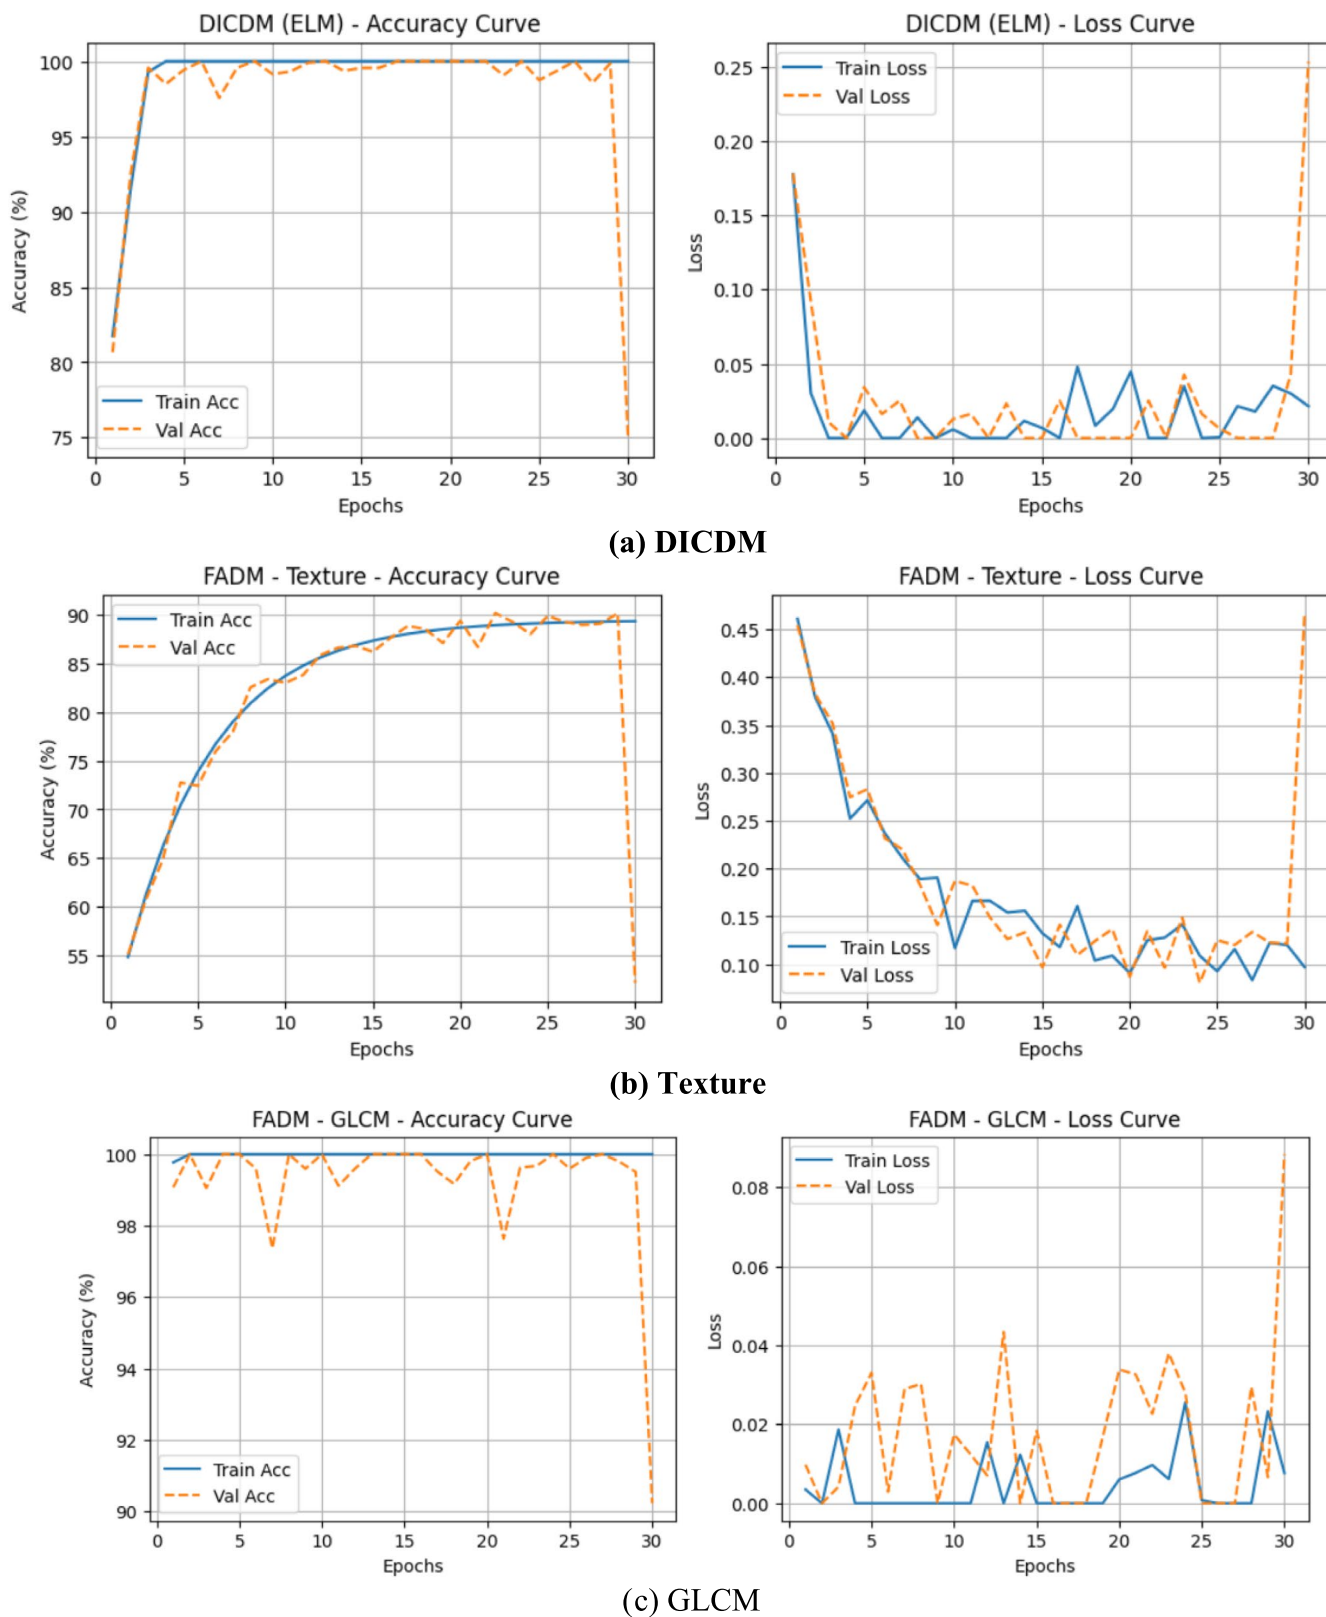 DICDM (ELM) - Accuracy Curve
100
95
90
85
80
75
Accuracy (%)
Train Acc
Val Acc
0 5 10 15 20 25 30
Epochs
DICDM (ELM) - Loss Curve
0.25
0.20
0.15
0.10
0.05
0.00
Loss
Train Loss
Val Loss
0 5 10 15 20 25 30
Epochs
(a) DICDM
FADM - Texture - Accuracy Curve
90
85
80
75
70
65
60
55
Accuracy (%)
Train Acc
Val Acc
0 5 10 15 20 25 30
Epochs
FADM - Texture - Loss Curve
0.45
0.40
0.35
0.30
0.25
0.20
0.15
0.10
Loss
Train Loss
Val Loss
0 5 10 15 20 25 30
Epochs
(b) Texture
FADM - GLCM - Accuracy Curve
100
98
96
94
92
90
Accuracy (%)
Train Acc
Val Acc
0 5 10 15 20 25 30
Epochs
FADM - GLCM - Loss Curve
0.08
0.06
0.04
0.02
0.00
Loss
Train Loss
Val Loss
0 5 10 15 20 25 30
Epochs
(c) GLCM